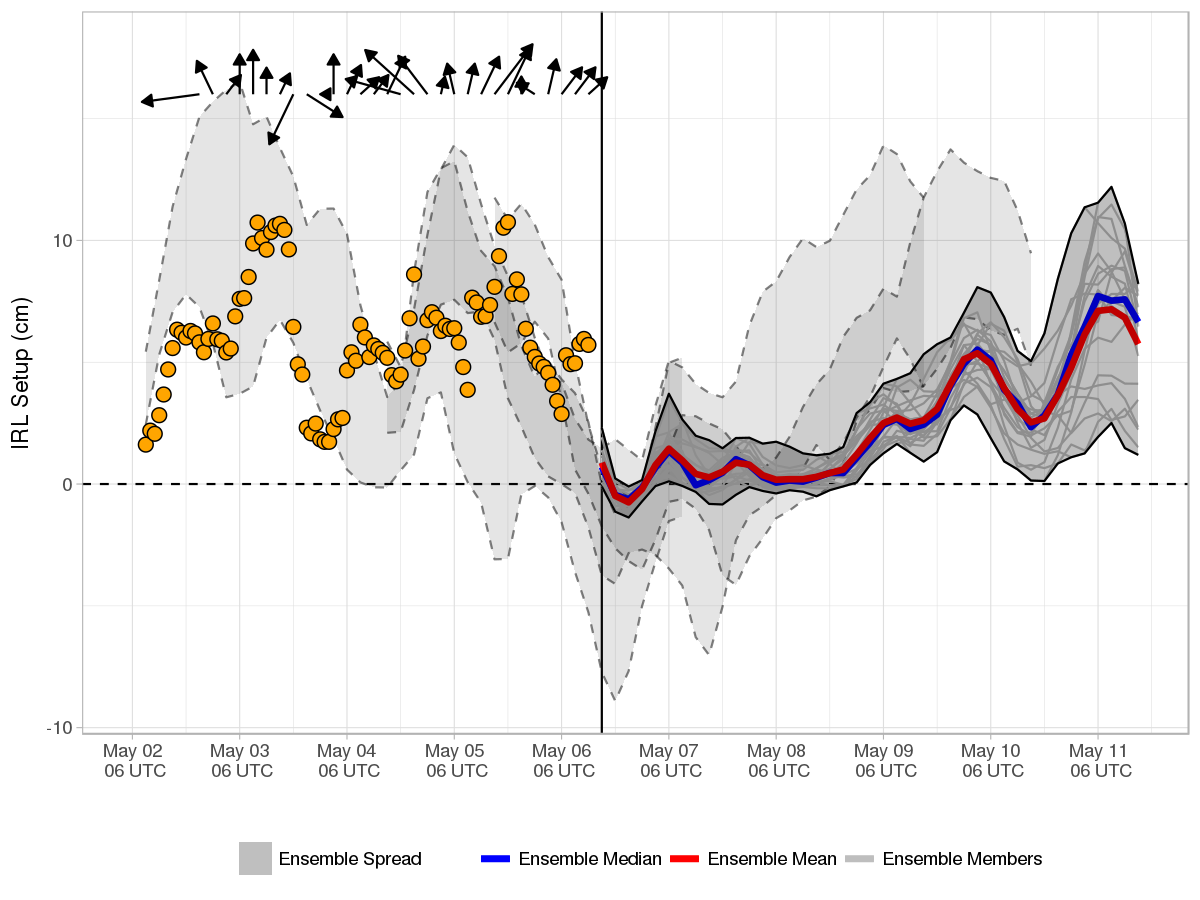 IRL Setup (cm)
10
0
-10
May 02 06 UTC
May 03 06 UTC
May 04 06 UTC
May 05 06 UTC
May 06 06 UTC
May 07 06 UTC
May 08 06 UTC
May 09 06 UTC
May 10 06 UTC
May 11 06 UTC
Ensemble Spread
Ensemble Median
Ensemble Mean
Ensemble Members